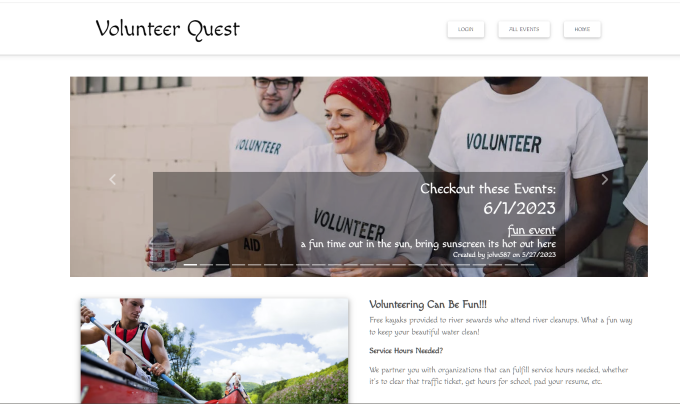 Volunteer Quest
LOGIN
ALL EVENTS
HOME
VOLUNTEER
VOLUNTEER
VOLUNTEER
AID
Checkout these Events:
6/1/2023
fun event
a fun time out in the sun, bring sunscreen its hot out here
Created by john587 on 5/27/2023
Volunteering Can Be Fun!!!
Free kayaks provided to river sewards who attend river cleanups. What a fun way
to keep your beautiful water clean!
Service Hours Needed?
We partner you with organizations that can fulfill service hours needed, whether
it's to clear that traffic ticket, get hours for school, pad your resume, etc.